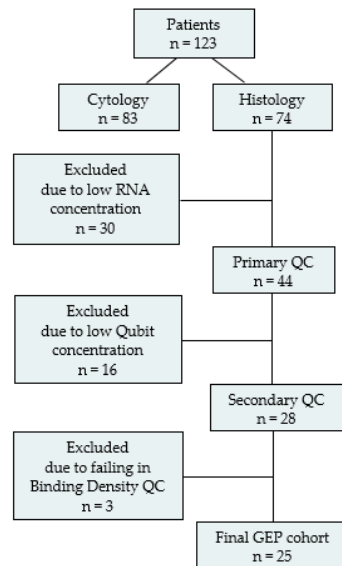 Patients
n = 123
Cytology
n = 83
Histology
n = 74
Excluded
due to low RNA
concentration
n = 30
Primary QC
n = 44
Excluded
due to low Qubit
concentration
n = 16
Secondary QC
n = 28
Excluded
due to failing in
Binding Density QC
n = 3
Final GEP cohort
n = 25